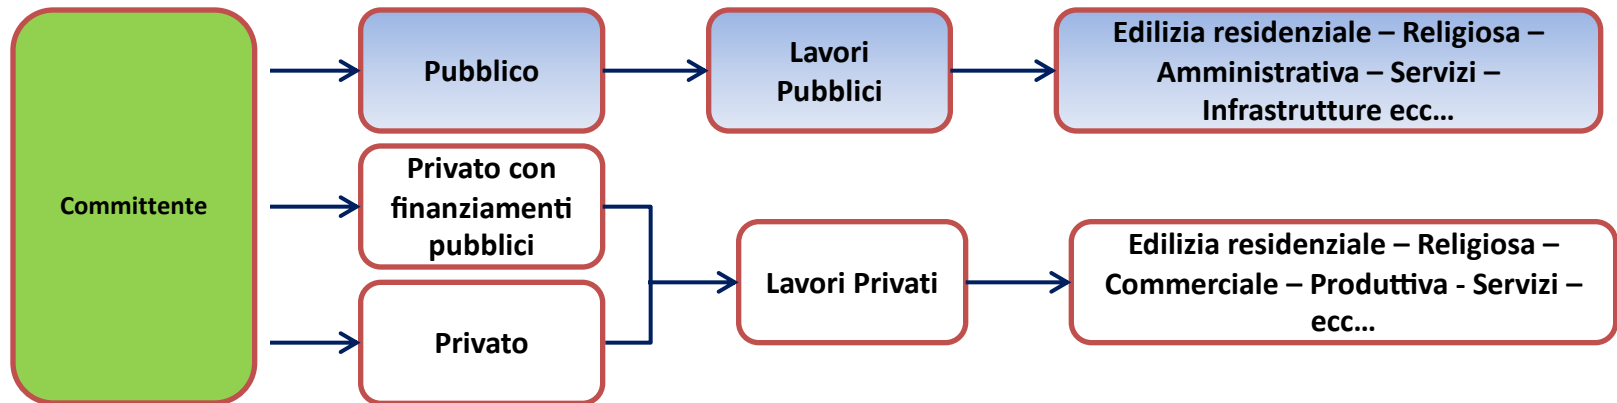 Committente
Pubblico
Lavori
Pubblici
Edilizia residenziale – Religiosa –
Amministrativa – Servizi –
Infrastrutture ecc…
Privato con
finanziamenti
pubblici
Privato
Lavori Privati
Edilizia residenziale – Religiosa –
Commerciale – Produttiva - Servizi –
ecc…